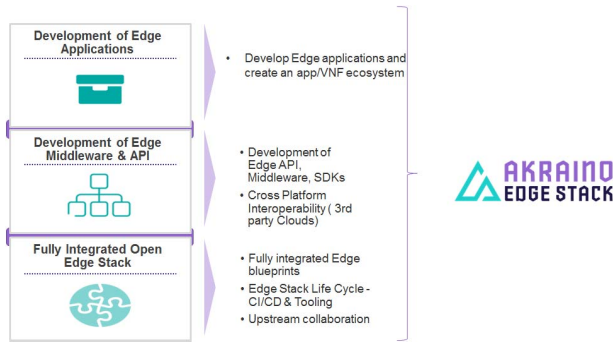 Development of Edge
Applications
• Develop Edge applications and
create an app/VNF ecosystem
Development of Edge
Middleware & API
• Development of
Edge API,
Middleware, SDKs
• Cross Platform
Interoperability ( 3rd
party Clouds)
Fully Integrated Open
Edge Stack
• Fully integrated Edge
blueprints
• Edge Stack Life Cycle -
CI/CD & Tooling
• Upstream collaboration
AKRAINO
EDGE STACK